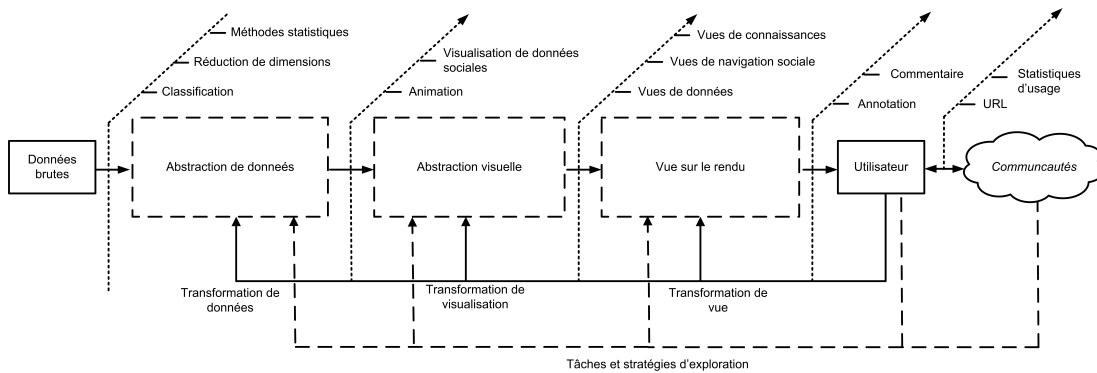 Méthodes statistiques
Réduction de dimensions
Classification
Visualisation de données
sociales
Animation
Vues de connaissances
Vues de navigation sociale
Vues de données
Commentaire
Annotation
Statistiques
d'usage
URL
Données
brutes
Abstraction de donneés
Abstraction visuelle
Vue sur le rendu
Utilisateur
Communcautés
Transformation de
données
Transformation de
visualisation
Transformation de
vue
Tâches et stratégies d'exploration